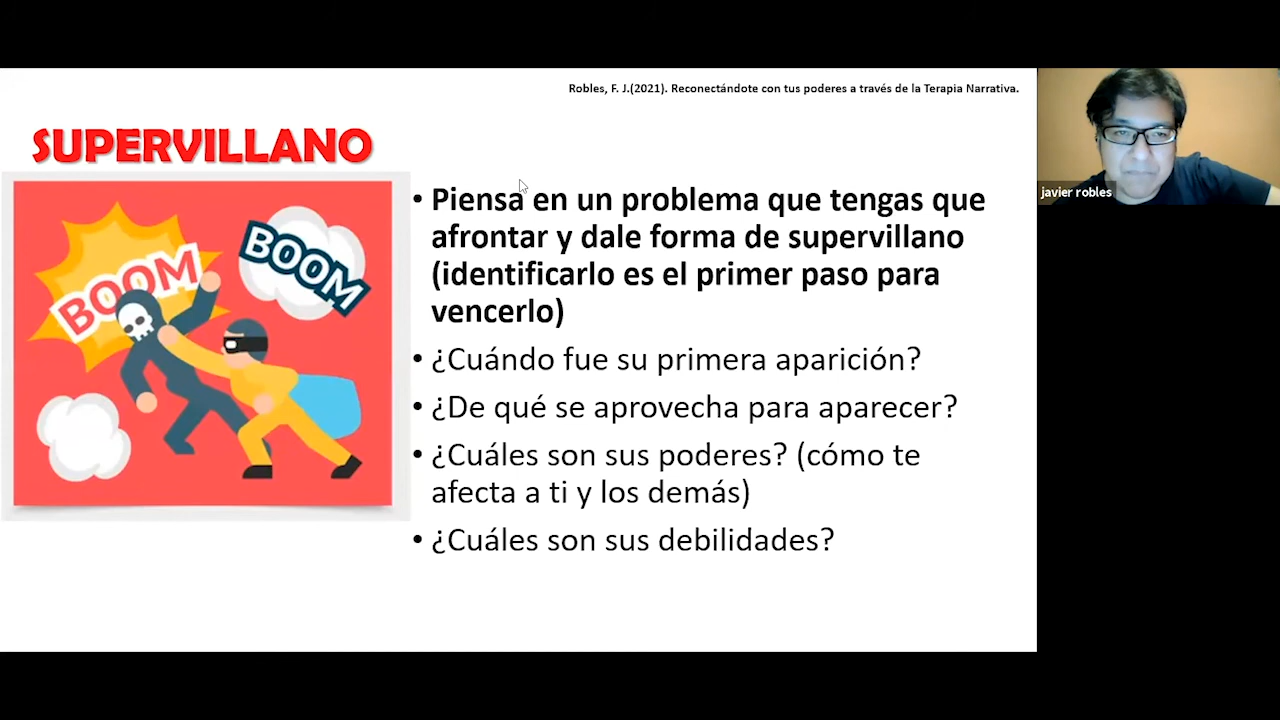 Robles, F. J.(2021). Reconectándote con tus poderes a través de la Terapia Narrativa.
SUPERVILLANO
BOOM
BOOM
• Piensa en un problema que tengas que
afrontar y dale forma de supervillano
(identificarlo es el primer paso para
vencerlo)
• ¿Cuándo fue su primera aparición?
• ¿De qué se aprovecha para aparecer?
• ¿Cuáles son sus poderes? (cómo te
afecta a ti y los demás)
• ¿Cuáles son sus debilidades?
javier robles